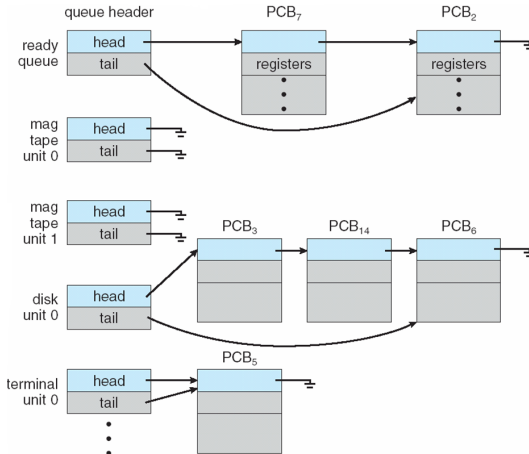 queue header PCB₇ PCB₂
ready queue
head
tail
registers
registers
mag tape unit 0
head
tail
mag tape unit 1
head
tail
PCB₃ PCB₁₄ PCB₆
disk unit 0
head
tail
PCB₅
terminal unit 0
head
tail